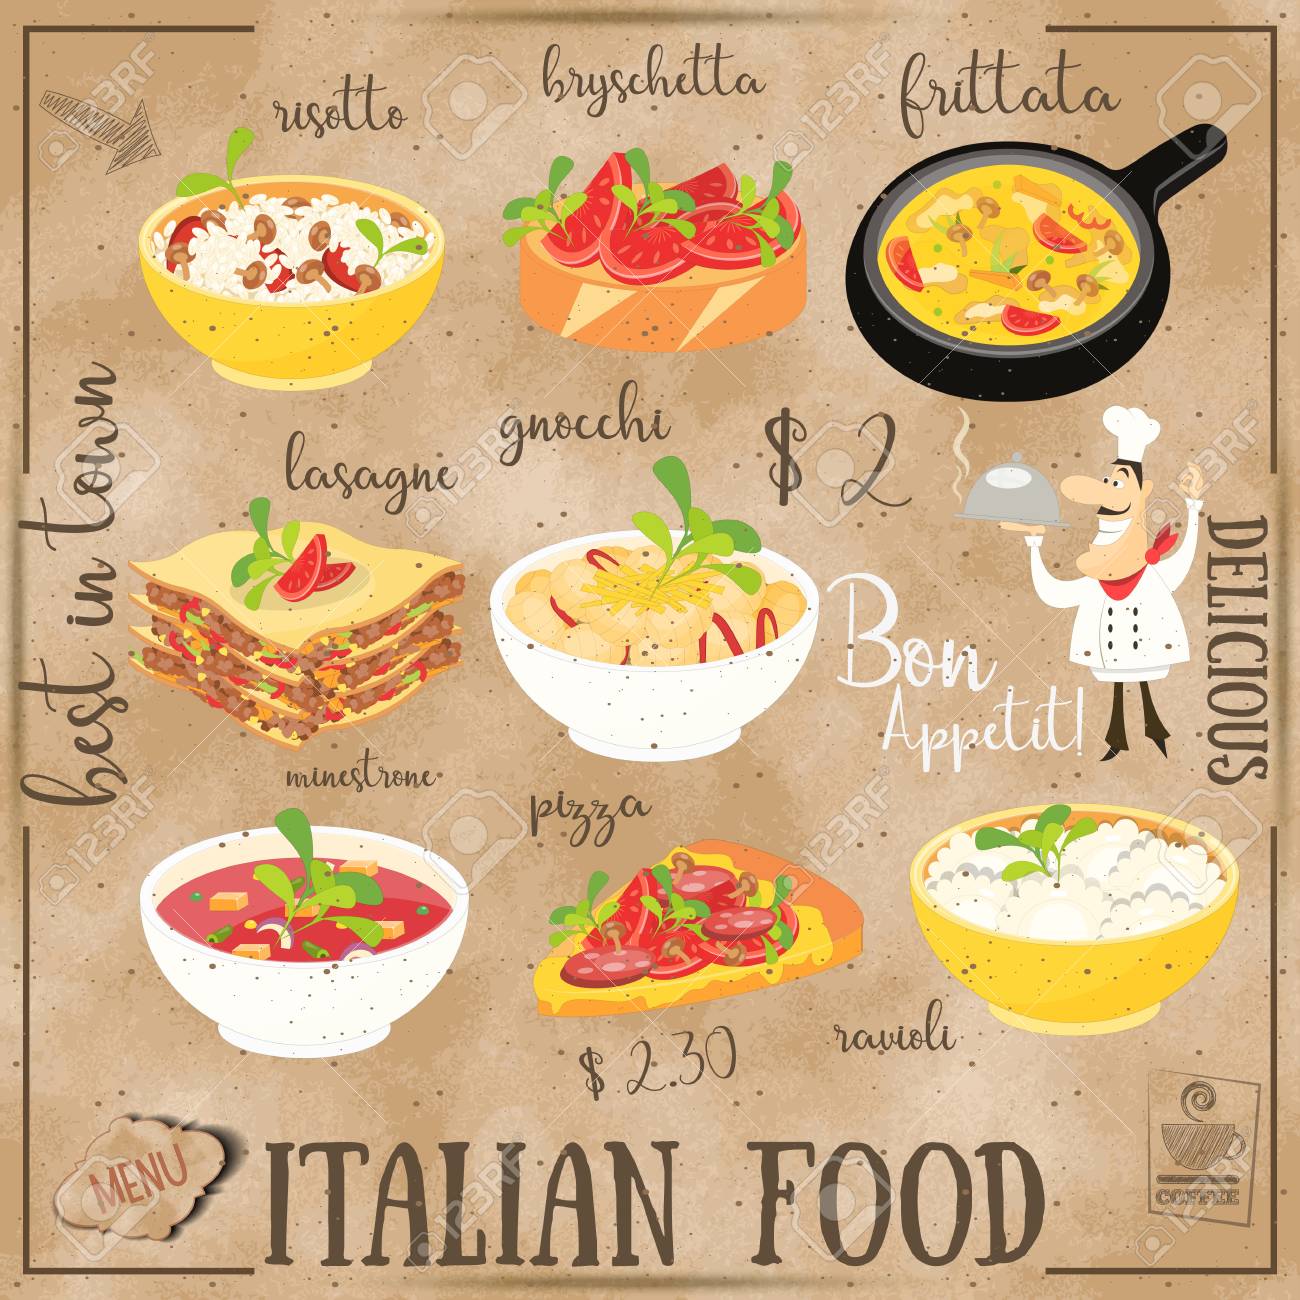 risotto
bryschetta
frittata
best in town
lasagne
gnocchi
$2
Bon
Appetit!
DELICIOUS
minestrone
pizza
$ 2.30
ravioli
MENU
ITALIAN FOOD
COFFEE
123RF